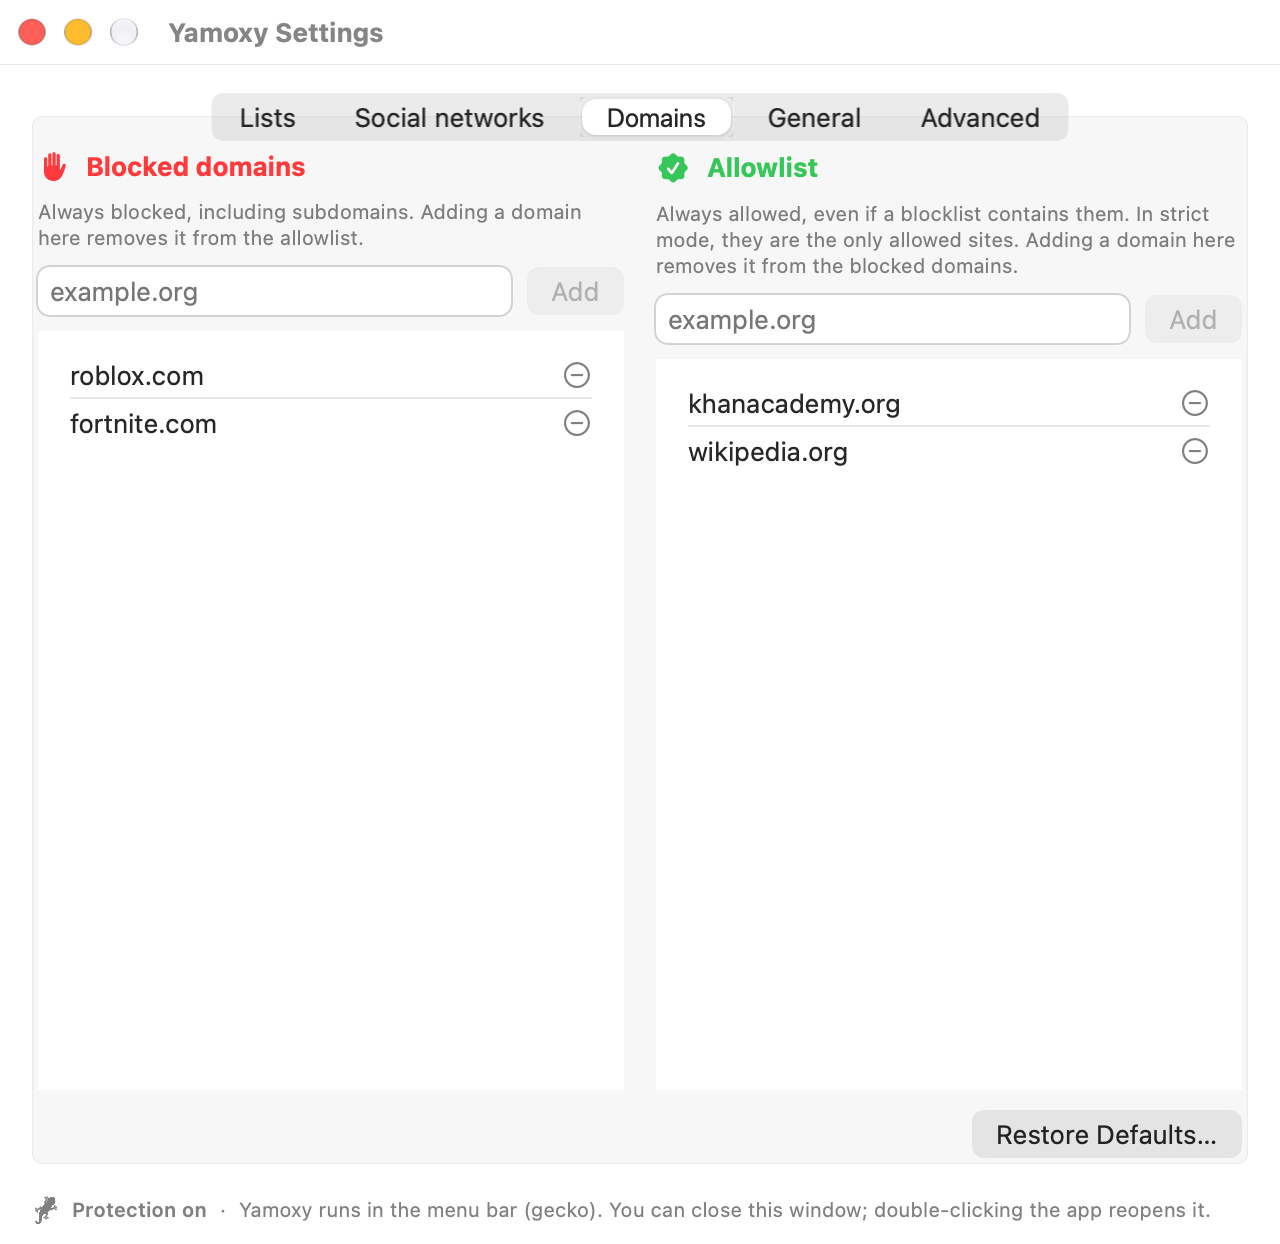 Yamoxy Settings
Lists
Social networks
Domains
General
Advanced
Blocked domains
Always blocked, including subdomains. Adding a domain
here removes it from the allowlist.
example.org
Add
roblox.com
fortnite.com
Allowlist
Always allowed, even if a blocklist contains them. In strict
mode, they are the only allowed sites. Adding a domain here
removes it from the blocked domains.
example.org
Add
khanacademy.org
wikipedia.org
Restore Defaults...
Protection on · Yamoxy runs in the menu bar (gecko). You can close this window; double-clicking the app reopens it.